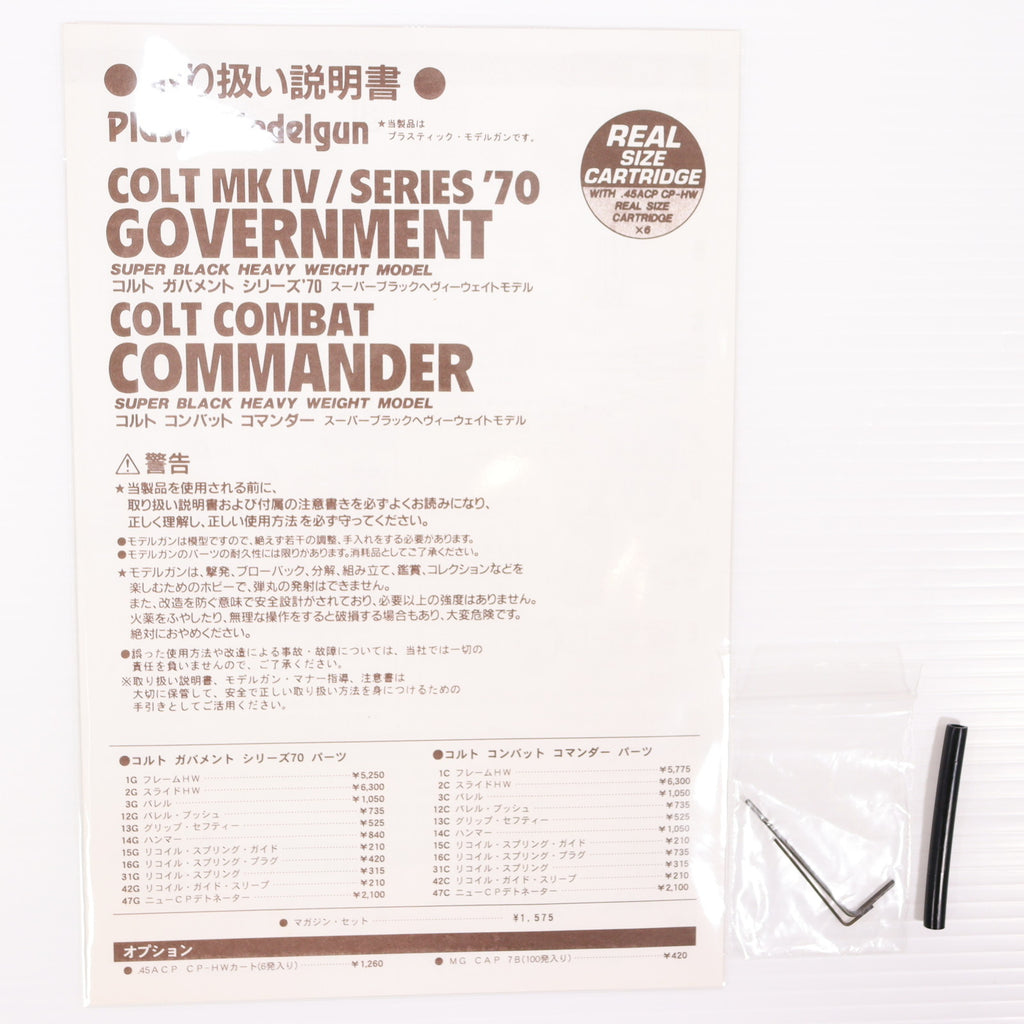 ● 取り扱い説明書 ●
Plastic Modelgun ★当製品は
プラスティック・モデルガンです。
REAL
SIZE
CARTRIDGE
WITH .45ACP CP-HW
REAL SIZE
CARTRIDGE
×6
COLT MK IV / SERIES '70
GOVERNMENT
SUPER BLACK HEAVY WEIGHT MODEL
コルト ガバメント シリーズ'70 スーパーブラックヘヴィーウェイトモデル
COLT COMBAT
COMMANDER
SUPER BLACK HEAVY WEIGHT MODEL
コルト コンバット コマンダー スーパーブラックヘヴィーウェイトモデル
⚠ 警告
★当製品を使用される前に、
取り扱い説明書および付属の注意書きを必ずよくお読みになり、
正しく理解し、正しい使用方法を必ず守ってください。
●モデルガンは模型ですので、絶えず若干の調整、手入れをする必要があります。
●モデルガンのパーツの耐久性には限りがあります。消耗品としてご了承ください。
★モデルガンは、撃発、ブローバック、分解、組み立て、鑑賞、コレクションなどを
楽しむためのホビーで、弾丸の発射はできません。
また、改造を防ぐ意味で安全設計がされており、必要以上の強度はありません。
火薬をふやしたり、無理な操作をすると破損する場合もあり、大変危険です。
絶対におやめください。
●誤った使用方法や改造による事故・故障については、当社では一切の
責任を負いませんので、ご了承ください。
※取り扱い説明書、モデルガン・マナー指導、注意書は
大切に保管して、安全で正しい取り扱い方法を身につけるための
手引きとしてご活用ください。
●コルト ガバメント シリーズ70 パーツ
1G フレームHW ¥5,250
2G スライドHW ¥6,300
3G バレル ¥1,050
12G バレル・ブッシュ ¥735
13G グリップ・セフティー ¥525
14G ハンマー ¥840
15G リコイル・スプリング・ガイド ¥210
16G リコイル・スプリング・プラグ ¥420
31G リコイル・スプリング ¥315
42G リコイル・ガイド・スリーブ ¥210
47G ニューCPデトネーター ¥2,100
●コルト コンバット コマンダー パーツ
1C フレームHW ¥5,775
2C スライドHW ¥6,300
3C バレル ¥1,050
12C バレル・ブッシュ ¥735
13C グリップ・セフティー ¥525
14C ハンマー ¥1,050
15C リコイル・スプリング・ガイド ¥210
16C リコイル・スプリング・プラグ ¥735
31C リコイル・スプリング ¥315
42C リコイル・ガイド・スリーブ ¥210
47C ニューCPデトネーター ¥2,100
● マガジン・セット ¥1,575
オプション
● .45ACP CP-HWカート(6発入り) ¥1,260
● MG CAP 7B(100発入り) ¥420